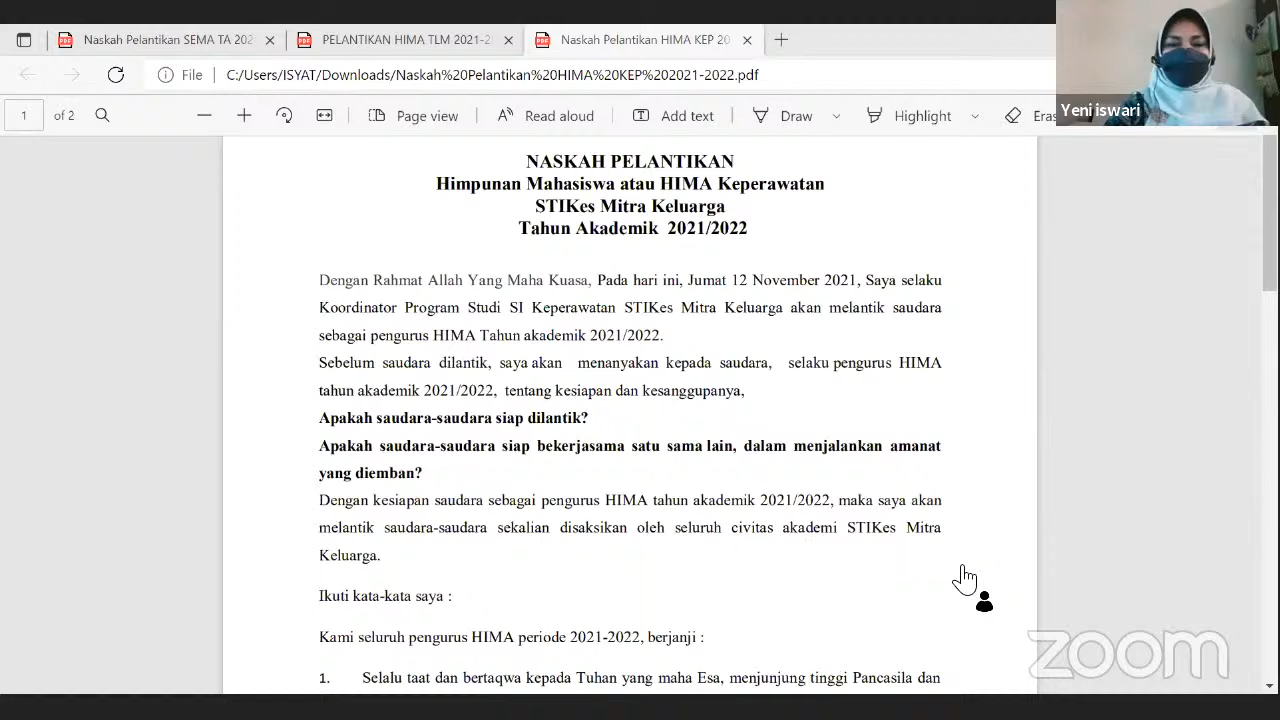 Naskah Pelantikan SEMA TA 202
PELANTIKAN HIMA TLM 2021-2
Naskah Pelantikan HIMA KEP 20
File
C:/Users/ISYAT/Downloads/Naskah%20Pelantikan%20HIMA%20KEP%202021-2022.pdf
Yeni iswari
1 of 2
Page view
Read aloud
Add text
Draw
Highlight
Eras
NASKAH PELANTIKAN
Himpunan Mahasiswa atau HIMA Keperawatan
STIKes Mitra Keluarga
Tahun Akademik 2021/2022
Dengan Rahmat Allah Yang Maha Kuasa, Pada hari ini, Jumat 12 November 2021, Saya selaku
Koordinator Program Studi SI Keperawatan STIKes Mitra Keluarga akan melantik saudara
sebagai pengurus HIMA Tahun akademik 2021/2022.
Sebelum saudara dilantik, saya akan menanyakan kepada saudara, selaku pengurus HIMA
tahun akademik 2021/2022, tentang kesiapan dan kesanggupanya,
Apakah saudara-saudara siap dilantik?
Apakah saudara-saudara siap bekerjasama satu sama lain, dalam menjalankan amanat
yang diemban?
Dengan kesiapan saudara sebagai pengurus HIMA tahun akademik 2021/2022, maka saya akan
melantik saudara-saudara sekalian disaksikan oleh seluruh civitas akademi STIKes Mitra
Keluarga.
Ikuti kata-kata saya :
Kami seluruh pengurus HIMA periode 2021-2022, berjanji :
1. Selalu taat dan bertaqwa kepada Tuhan yang maha Esa, menjunjung tinggi Pancasila dan
zoom